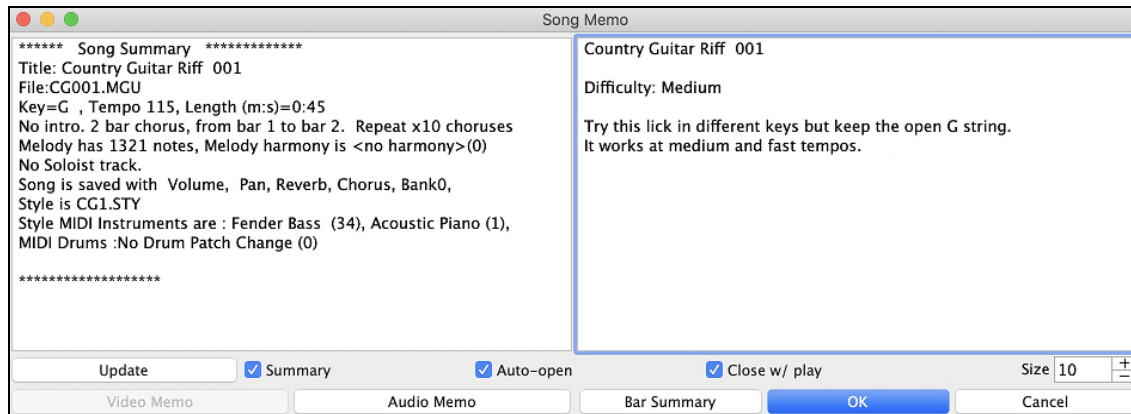 Song Memo
****** Song Summary *************
Title: Country Guitar Riff 001
File:CG001.MGU
Key=G , Tempo 115, Length (m:s)=0:45
No intro. 2 bar chorus, from bar 1 to bar 2. Repeat x10 choruses
Melody has 1321 notes, Melody harmony is <no harmony>(0)
No Soloist track.
Song is saved with Volume, Pan, Reverb, Chorus, Bank0,
Style is CG1.STY
Style MIDI Instruments are : Fender Bass (34), Acoustic Piano (1),
MIDI Drums :No Drum Patch Change (0)
*******************
Country Guitar Riff 001
Difficulty: Medium
Try this lick in different keys but keep the open G string.
It works at medium and fast tempos.
Update Summary Auto-open Close w/ play Size 10 + −
Video Memo Audio Memo Bar Summary OK Cancel